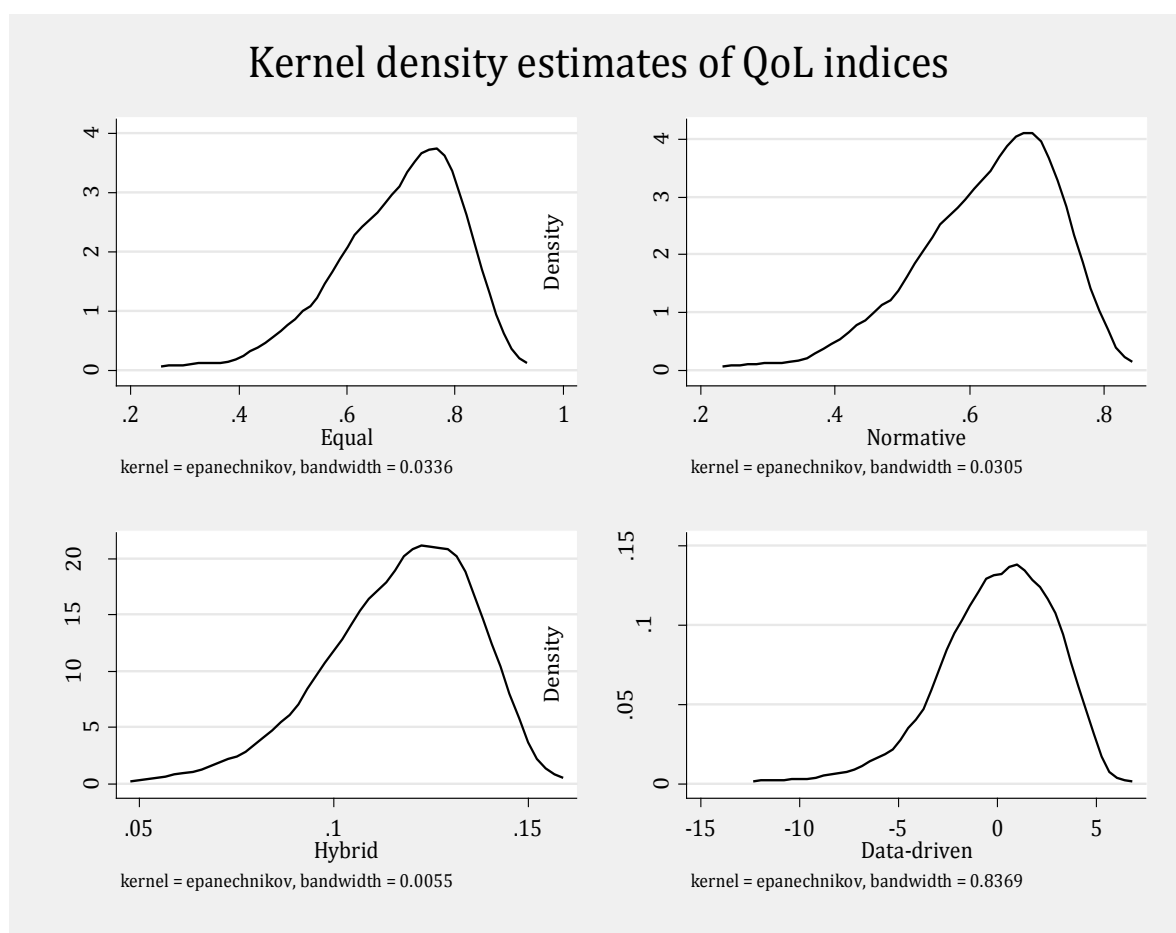 Kernel density estimates of QoL indices
4
3
2
1
0
.2 .4 .6 .8 1
Equal
kernel = epanechnikov, bandwidth = 0.0336
Density
4
3
2
1
0
.2 .4 .6 .8
Normative
kernel = epanechnikov, bandwidth = 0.0305
20
15
10
5
0
.05 .1 .15
Hybrid
kernel = epanechnikov, bandwidth = 0.0055
Density
.15
.1
.05
0
-15 -10 -5 0 5
Data-driven
kernel = epanechnikov, bandwidth = 0.8369